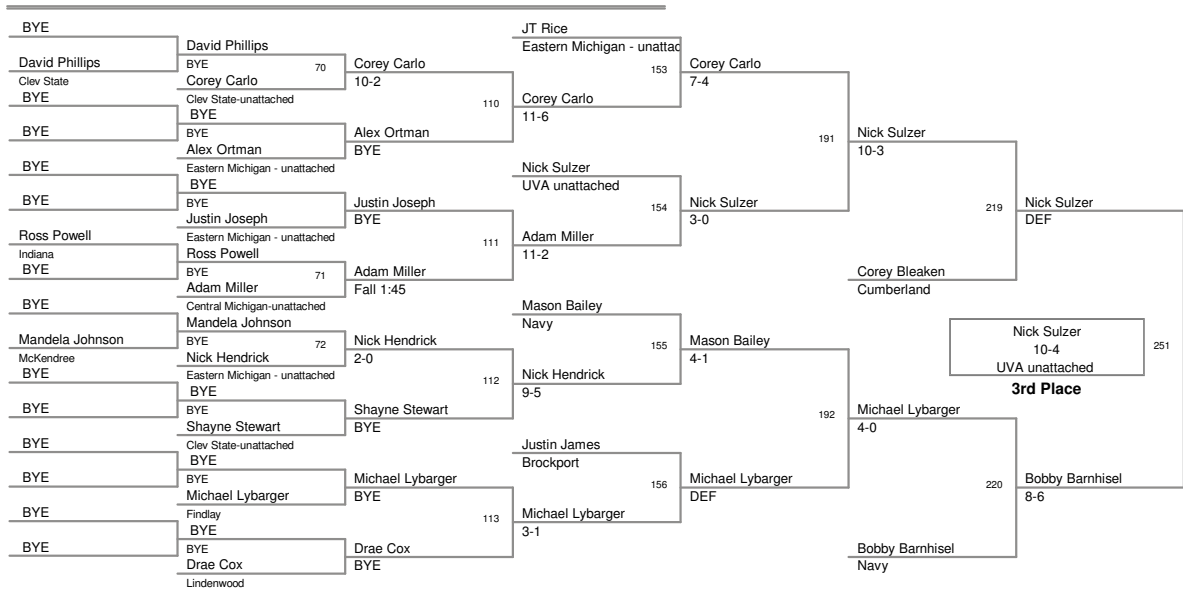 BYE
David Phillips
Clev State
BYE
BYE
BYE
BYE
Ross Powell
Indiana
BYE
BYE
Mandela Johnson
McKendree
BYE
BYE
BYE
BYE
BYE
BYE
David Phillips
BYE
70
Corey Carlo
Clev State-unattached
BYE
BYE
Alex Ortman
Eastern Michigan - unattached
BYE
BYE
Justin Joseph
Eastern Michigan - unattached
Ross Powell
BYE
71
Adam Miller
Central Michigan-unattached
Mandela Johnson
BYE
72
Nick Hendrick
Eastern Michigan - unattached
BYE
BYE
Shayne Stewart
Clev State-unattached
BYE
BYE
Michael Lybarger
Findlay
BYE
BYE
Drae Cox
Lindenwood
Corey Carlo
10-2
110
Alex Ortman
BYE
Justin Joseph
BYE
111
Adam Miller
Fall 1:45
Nick Hendrick
2-0
112
Shayne Stewart
BYE
Michael Lybarger
BYE
113
Drae Cox
BYE
JT Rice
Eastern Michigan - unattac
153
Corey Carlo
11-6
Nick Sulzer
UVA unattached
154
Adam Miller
11-2
Mason Bailey
Navy
155
Nick Hendrick
9-5
Justin James
Brockport
156
Michael Lybarger
3-1
Corey Carlo
7-4
191
Nick Sulzer
3-0
Mason Bailey
4-1
192
Michael Lybarger
DEF
Nick Sulzer
10-3
219
Corey Bleaken
Cumberland
Michael Lybarger
4-0
220
Bobby Barnhisel
Navy
Nick Sulzer
DEF
Bobby Barnhisel
8-6
251
Nick Sulzer
10-4
UVA unattached
3rd Place